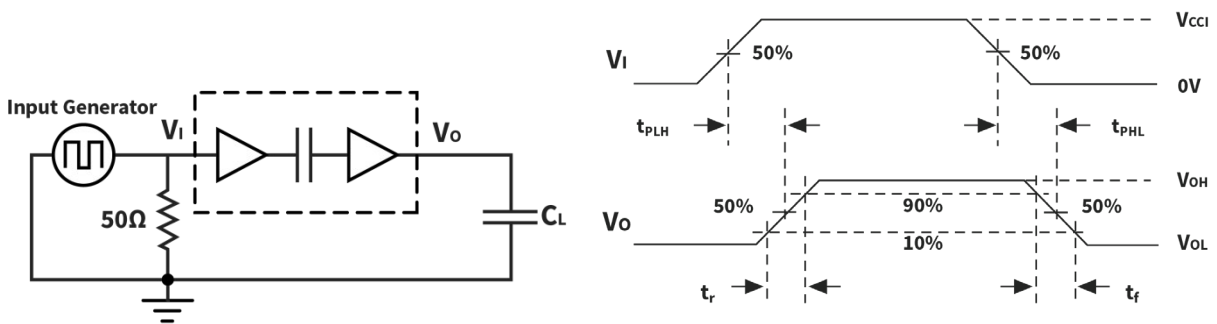 Input Generator
VI
VO
50Ω
CL
VI
50%
50%
VCCI
0V
tPLH
tPHL
VO
50%
90%
50%
10%
VOH
VOL
tr
tf